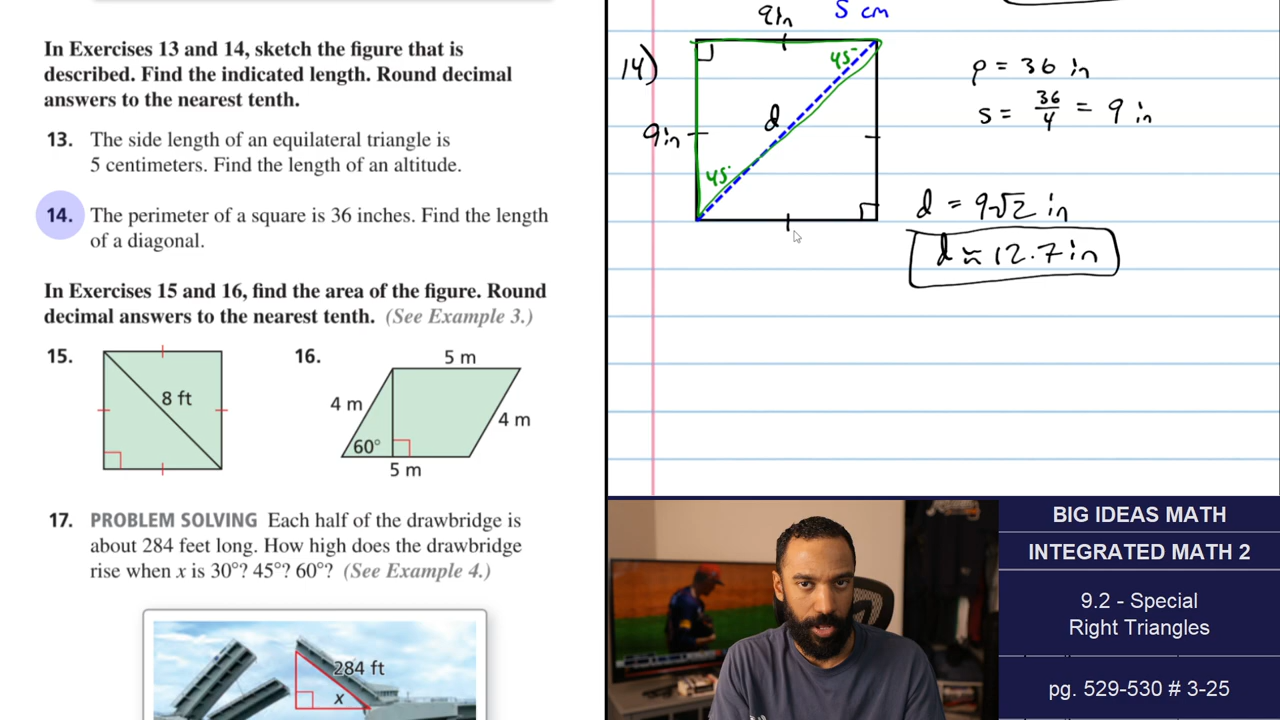 In Exercises 13 and 14, sketch the figure that is
described. Find the indicated length. Round decimal
answers to the nearest tenth.
13. The side length of an equilateral triangle is
5 centimeters. Find the length of an altitude.
14. The perimeter of a square is 36 inches. Find the length
of a diagonal.
In Exercises 15 and 16, find the area of the figure. Round
decimal answers to the nearest tenth. (See Example 3.)
15.
8 ft
16.
5 m
4 m
4 m
60°
5 m
17. PROBLEM SOLVING Each half of the drawbridge is
about 284 feet long. How high does the drawbridge
rise when x is 30°? 45°? 60°? (See Example 4.)
284 ft
x
9in
5 cm
14)
45°
d
9in
45°
p = 36 in
s = 36/4 = 9 in
d = 9√2 in
d ≈ 12.7in
BIG IDEAS MATH
INTEGRATED MATH 2
9.2 - Special
Right Triangles
pg. 529-530 # 3-25